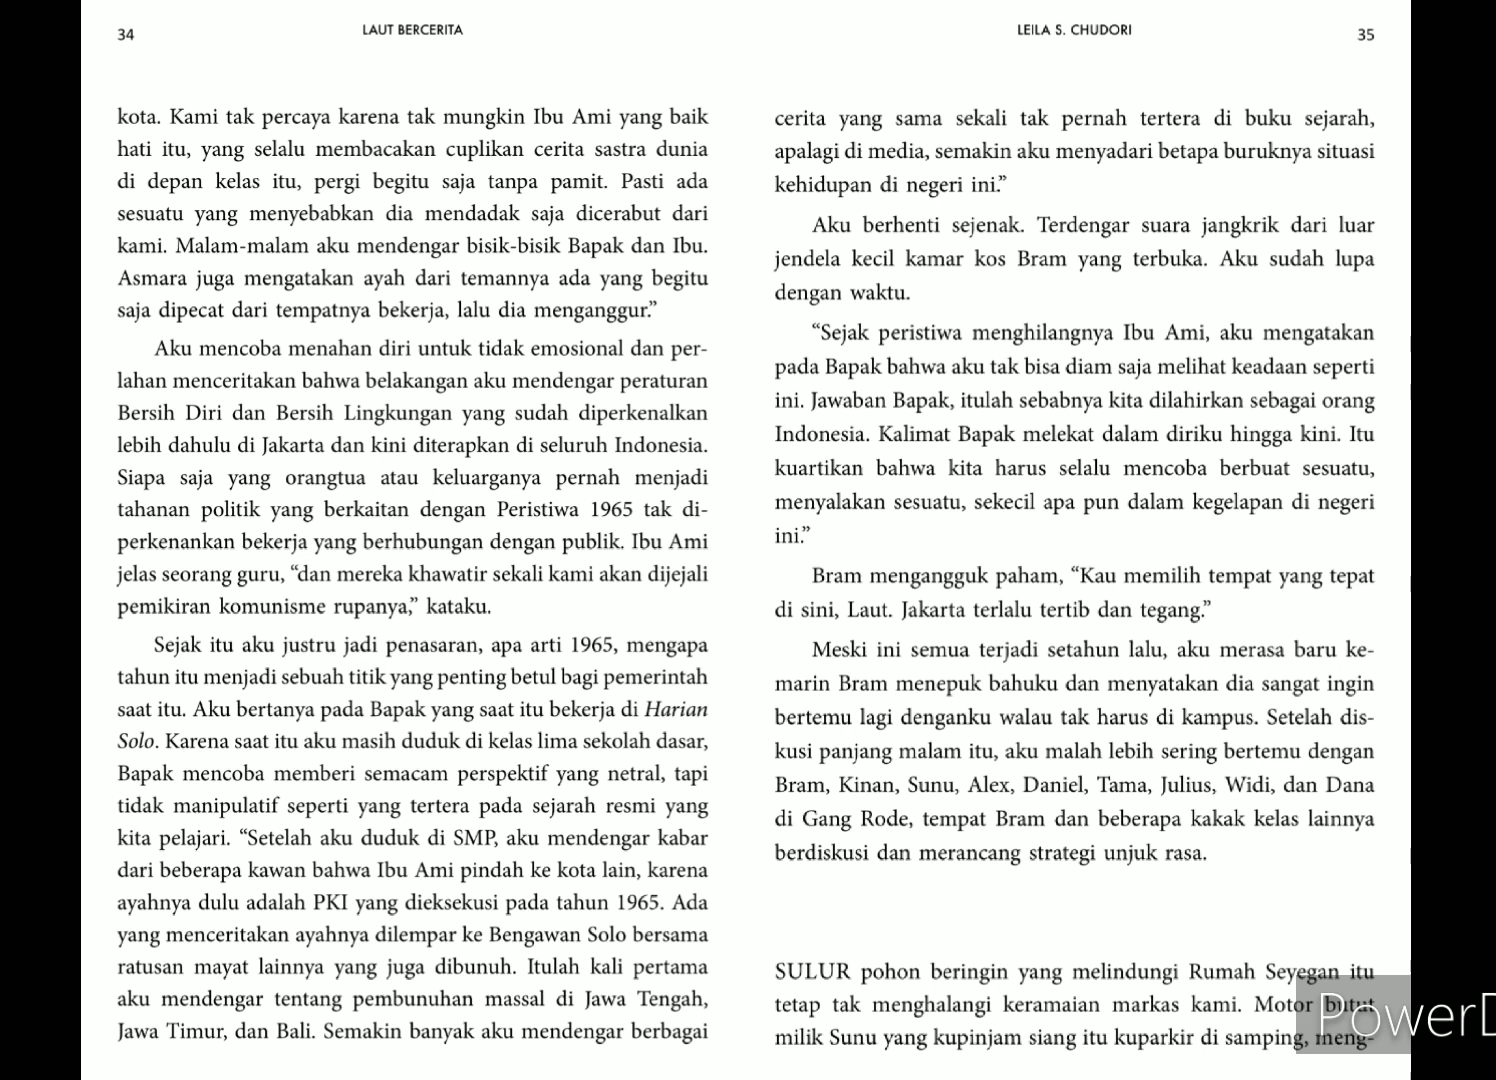 34
LAUT BERCERITA
kota. Kami tak percaya karena tak mungkin Ibu Ami yang baik
hati itu, yang selalu membacakan cuplikan cerita sastra dunia
di depan kelas itu, pergi begitu saja tanpa pamit. Pasti ada
sesuatu yang menyebabkan dia mendadak saja dicerabut dari
kami. Malam-malam aku mendengar bisik-bisik Bapak dan Ibu.
Asmara juga mengatakan ayah dari temannya ada yang begitu
saja dipecat dari tempatnya bekerja, lalu dia menganggur.”
Aku mencoba menahan diri untuk tidak emosional dan per-
lahan menceritakan bahwa belakangan aku mendengar peraturan
Bersih Diri dan Bersih Lingkungan yang sudah diperkenalkan
lebih dahulu di Jakarta dan kini diterapkan di seluruh Indonesia.
Siapa saja yang orangtua atau keluarganya pernah menjadi
tahanan politik yang berkaitan dengan Peristiwa 1965 tak di-
perkenankan bekerja yang berhubungan dengan publik. Ibu Ami
jelas seorang guru, “dan mereka khawatir sekali kami akan dijejali
pemikiran komunisme rupanya,” kataku.
Sejak itu aku justru jadi penasaran, apa arti 1965, mengapa
tahun itu menjadi sebuah titik yang penting betul bagi pemerintah
saat itu. Aku bertanya pada Bapak yang saat itu bekerja di Harian
Solo. Karena saat itu aku masih duduk di kelas lima sekolah dasar,
Bapak mencoba memberi semacam perspektif yang netral, tapi
tidak manipulatif seperti yang tertera pada sejarah resmi yang
kita pelajari. “Setelah aku duduk di SMP, aku mendengar kabar
dari beberapa kawan bahwa Ibu Ami pindah ke kota lain, karena
ayahnya dulu adalah PKI yang dieksekusi pada tahun 1965. Ada
yang menceritakan ayahnya dilempar ke Bengawan Solo bersama
ratusan mayat lainnya yang juga dibunuh. Itulah kali pertama
aku mendengar tentang pembunuhan massal di Jawa Tengah,
Jawa Timur, dan Bali. Semakin banyak aku mendengar berbagai
LEILA S. CHUDORI
35
cerita yang sama sekali tak pernah tertera di buku sejarah,
apalagi di media, semakin aku menyadari betapa buruknya situasi
kehidupan di negeri ini.”
Aku berhenti sejenak. Terdengar suara jangkrik dari luar
jendela kecil kamar kos Bram yang terbuka. Aku sudah lupa
dengan waktu.
“Sejak peristiwa menghilangnya Ibu Ami, aku mengatakan
pada Bapak bahwa aku tak bisa diam saja melihat keadaan seperti
ini. Jawaban Bapak, itulah sebabnya kita dilahirkan sebagai orang
Indonesia. Kalimat Bapak melekat dalam diriku hingga kini. Itu
kuartikan bahwa kita harus selalu mencoba berbuat sesuatu,
menyalakan sesuatu, sekecil apa pun dalam kegelapan di negeri
ini.”
Bram mengangguk paham, “Kau memilih tempat yang tepat
di sini, Laut. Jakarta terlalu tertib dan tegang.”
Meski ini semua terjadi setahun lalu, aku merasa baru ke-
marin Bram menepuk bahuku dan menyatakan dia sangat ingin
bertemu lagi denganku walau tak harus di kampus. Setelah dis-
kusi panjang malam itu, aku malah lebih sering bertemu dengan
Bram, Kinan, Sunu, Alex, Daniel, Tama, Julius, Widi, dan Dana
di Gang Rode, tempat Bram dan beberapa kakak kelas lainnya
berdiskusi dan merancang strategi unjuk rasa.
SULUR pohon beringin yang melindungi Rumah Seyegan itu
tetap tak menghalangi keramaian markas kami. Motor butut
milik Sunu yang kupinjam siang itu kuparkir di samping, meng-
PowerD